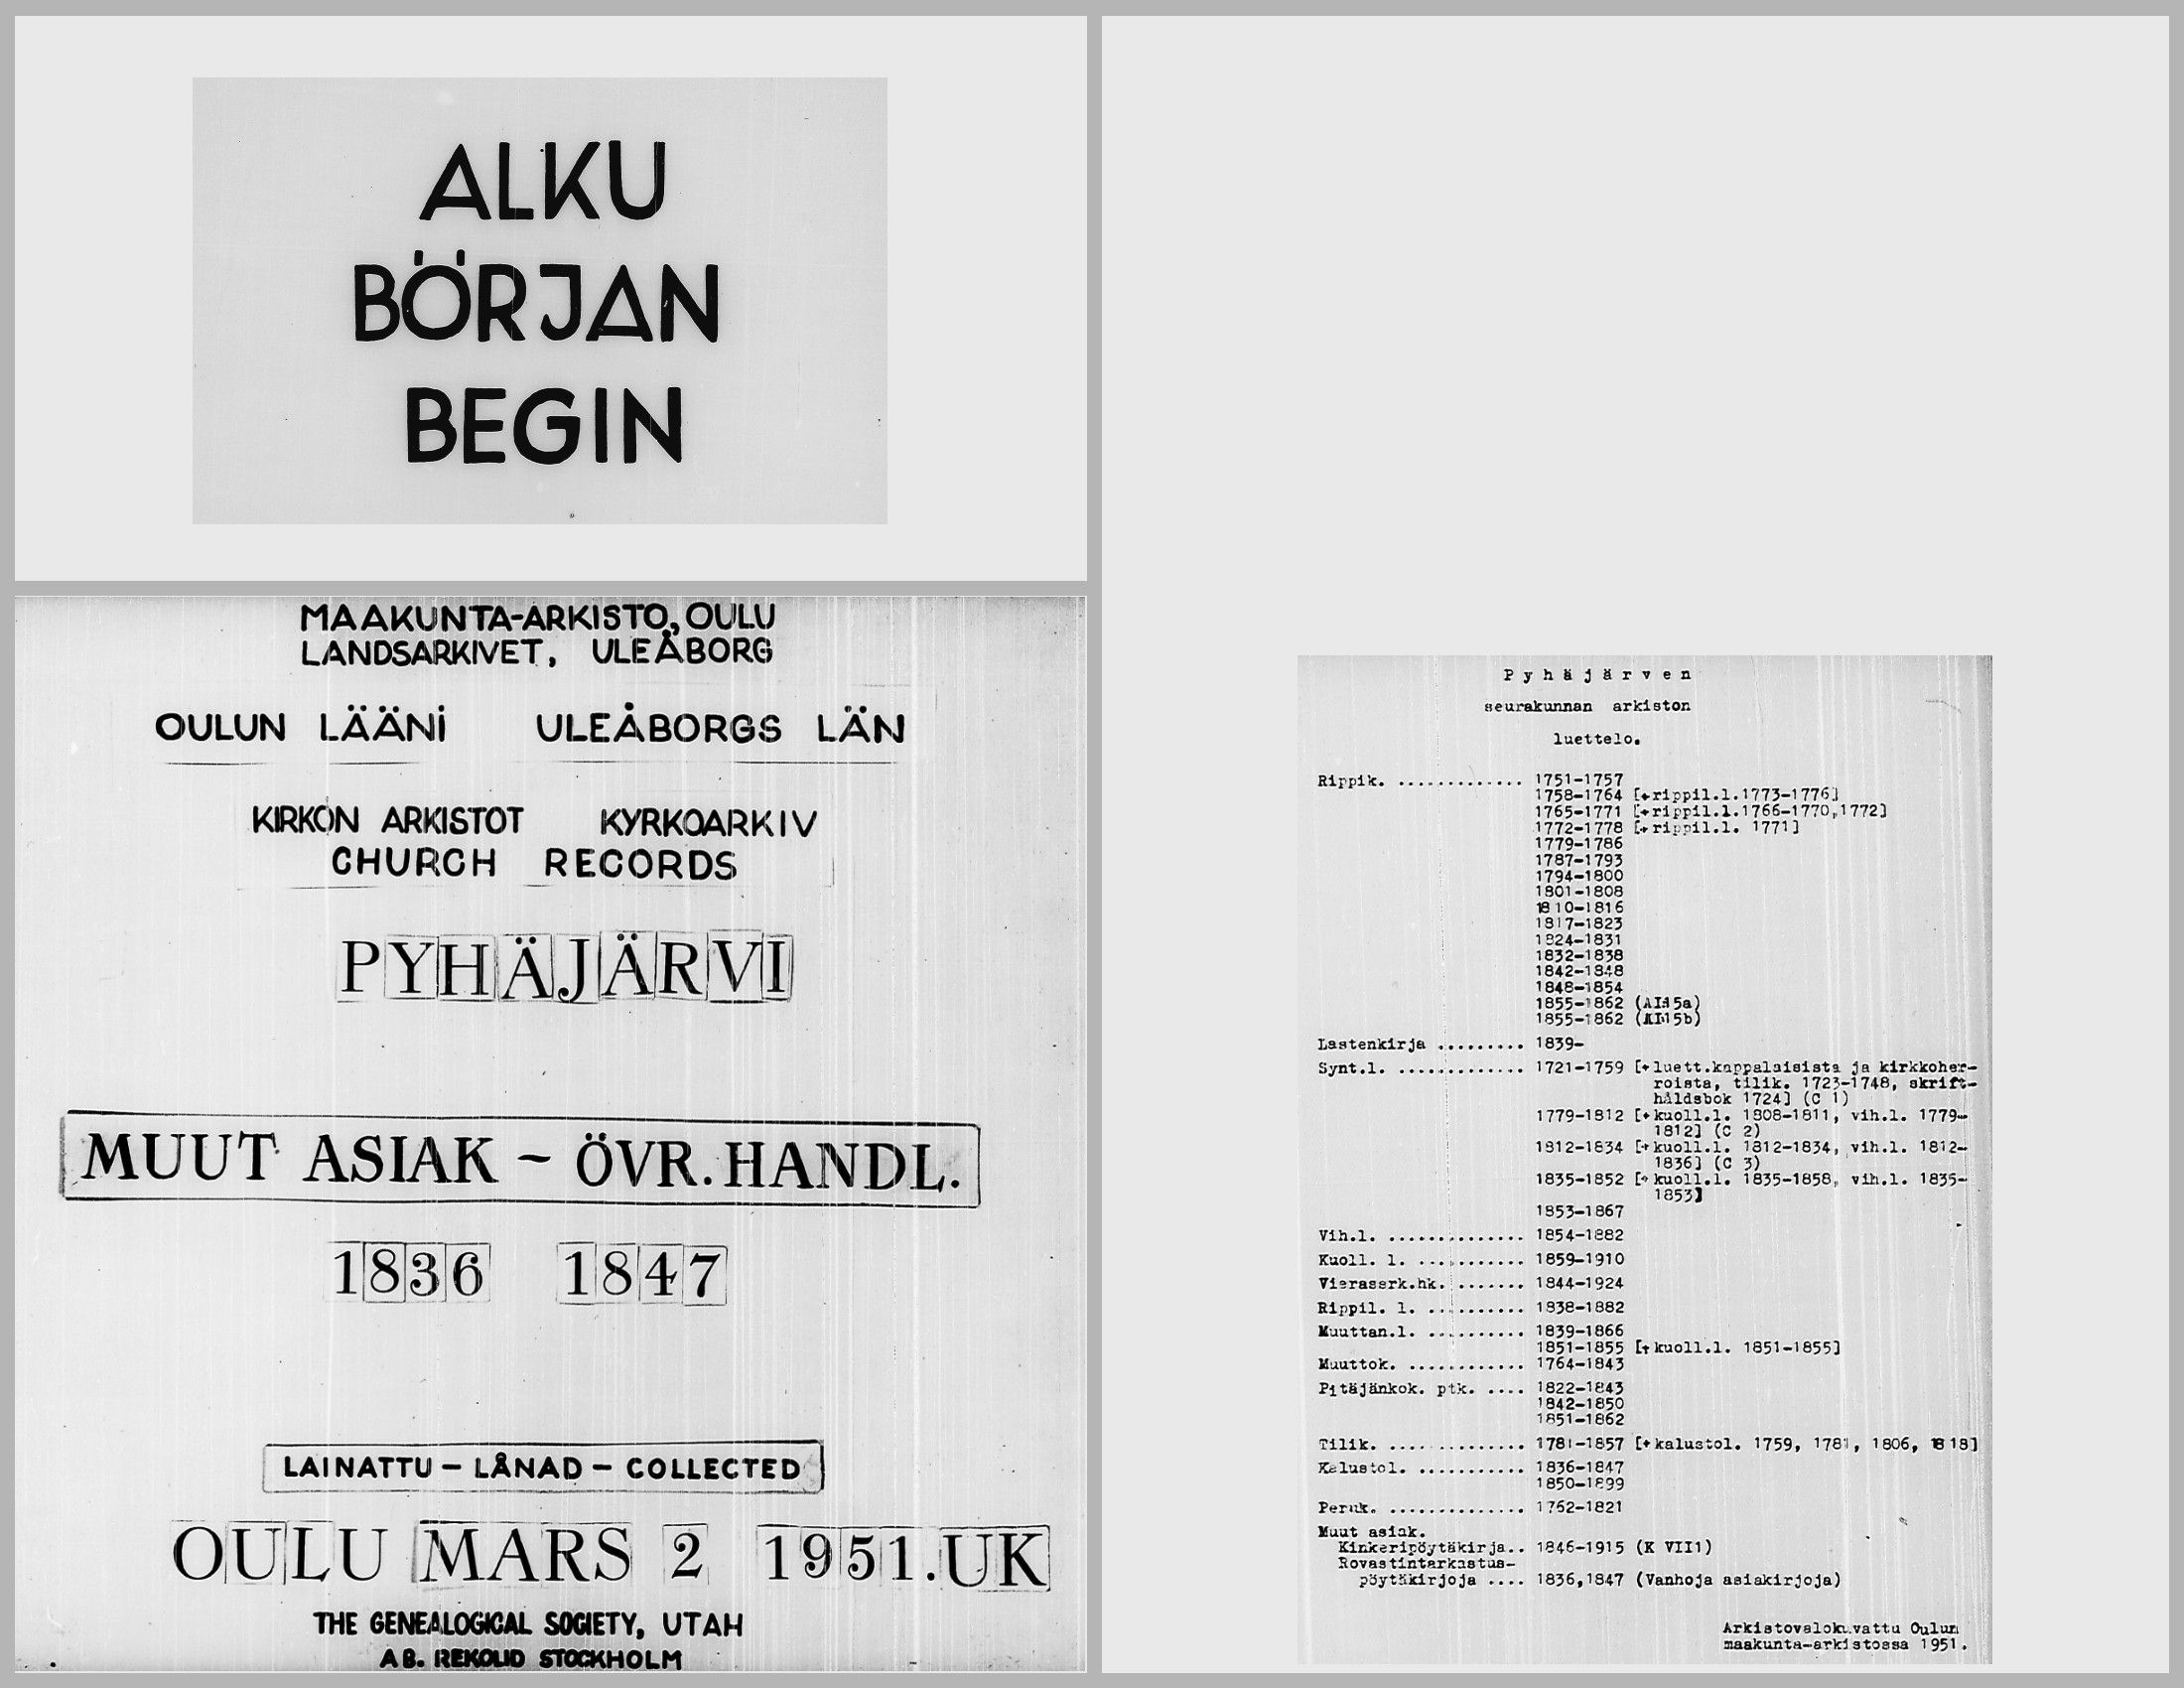 ALKU
BÖRJAN
BEGIN
MAAKUNTA-ARKISTO, OULU
LANDSARKIVET, ULEÅBORG
OULUN LÄÄNI ULEÅBORGS LÄN
KIRKON ARKISTOT KYRKOARKIV
CHURCH RECORDS
PYHÄJÄRVI
MUUT ASIAK - ÖVR. HANDL.
1836 1847
LAINATTU - LÅNAD - COLLECTED
OULU MARS 2 1951. UK
THE GENEALOGICAL SOCIETY, UTAH
AB. REKOLID STOCKHOLM
Pyhäjärven
seurakunnan arkiston
luettelo.
Rippik. ............. 1751-1757
1758-1764 [+rippil.l.1773-1776]
1765-1771 [+rippil.l.1766-1770,1772]
1772-1778 [+rippil.l. 1771]
1779-1786
1787-1793
1794-1800
1801-1808
1810-1816
1817-1823
1824-1831
1832-1838
1842-1848
1848-1854
1855-1862 (AI:15a)
1855-1862 (AI:15b)
Lastenkirja ......... 1839-
Synt.l. ............. 1721-1759 [+luett.kappalaisista ja kirkkoher-
roista, tilik. 1723-1748, skrift-
håldsbok 1724] (C 1)
1779-1812 [+kuoll.l. 1808-1811, vih.l. 1779-
1812] (C 2)
1812-1834 [+kuoll.l. 1812-1834, vih.l. 1812-
1836] (C 3)
1835-1852 [+kuoll.l. 1835-1858, vih.l. 1835-
1853]
1853-1867
Vih.l. .............. 1854-1882
Kuoll. l. ........... 1859-1910
Vierassrk.hk. ....... 1844-1924
Rippil. l. .......... 1838-1882
Muuttan.l. .......... 1839-1866
1851-1855 [+kuoll.l. 1851-1855]
Muuttok. ............ 1764-1843
Pitäjänkok. ptk. .... 1822-1843
1842-1850
1851-1862
Tilik. .............. 1781-1857 [+kalustol. 1759, 1781, 1806, 1818]
Kalustol. ........... 1836-1847
1850-1899
Peruk. .............. 1762-1821
Muut asiak.
Kinkeripöytäkirja.. 1846-1915 (K VII1)
Rovastintarkastus-
pöytäkirjoja .... 1836,1847 (Vanhoja asiakirjoja)
Arkistovalokuvattu Oulun
maakunta-arkistossa 1951.